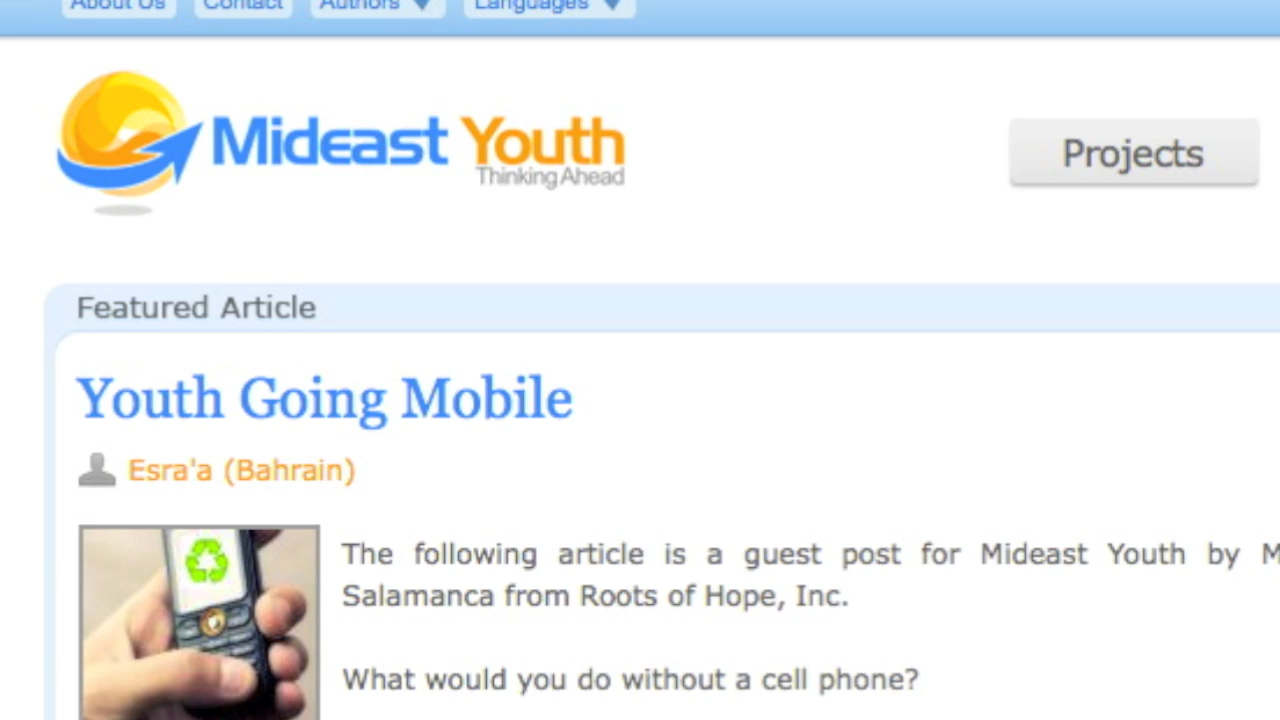 About Us Contact Authors Languages
Mideast Youth
Thinking Ahead
Projects
Featured Article
Youth Going Mobile
Esra'a (Bahrain)
The following article is a guest post for Mideast Youth by
Salamanca from Roots of Hope, Inc.
What would you do without a cell phone?